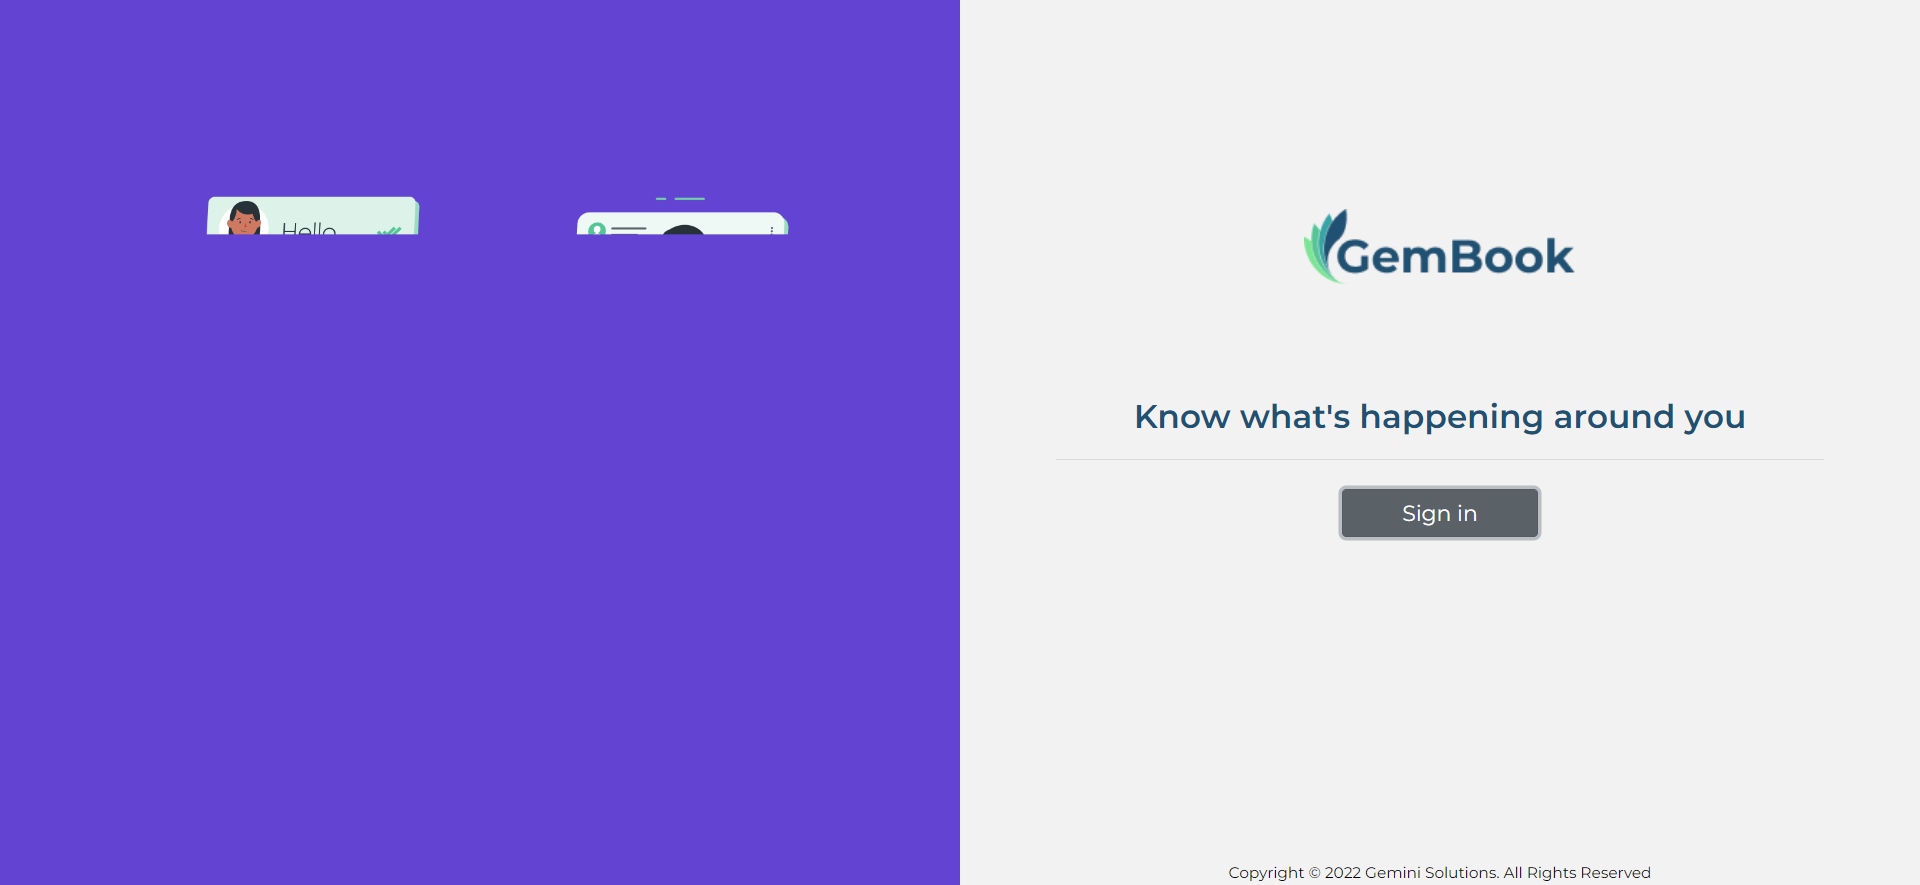 Hello
GemBook
Know what's happening around you
Sign in
Copyright © 2022 Gemini Solutions. All Rights Reserved